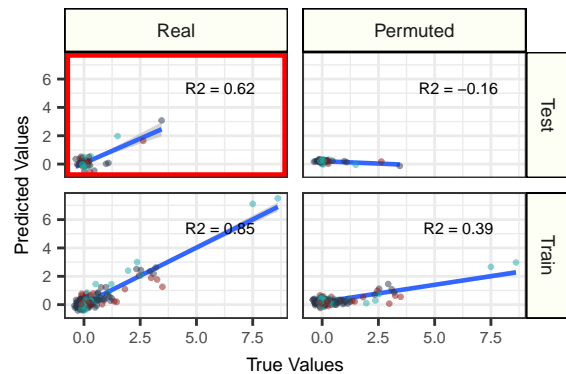 Real
Permuted
6
4
2
0
R2 = 0.62
R2 = −0.16
Test
Predicted Values
6
4
2
0
R2 = 0.85
R2 = 0.39
Train
0.0
2.5
5.0
7.5
0.0
2.5
5.0
7.5
True Values